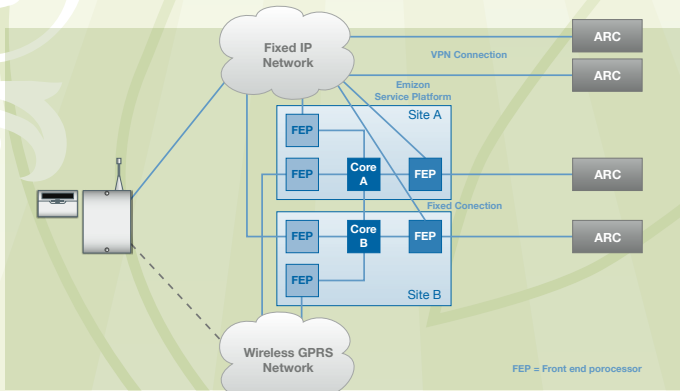 Fixed IP
Network
ARC
VPN Connection
ARC
Emizon
Service Platform
Site A
FEP
FEP
Core
A
FEP
ARC
Fixed Conection
FEP
Core
B
FEP
ARC
FEP
Site B
Wireless GPRS
Network
FEP = Front end porocessor